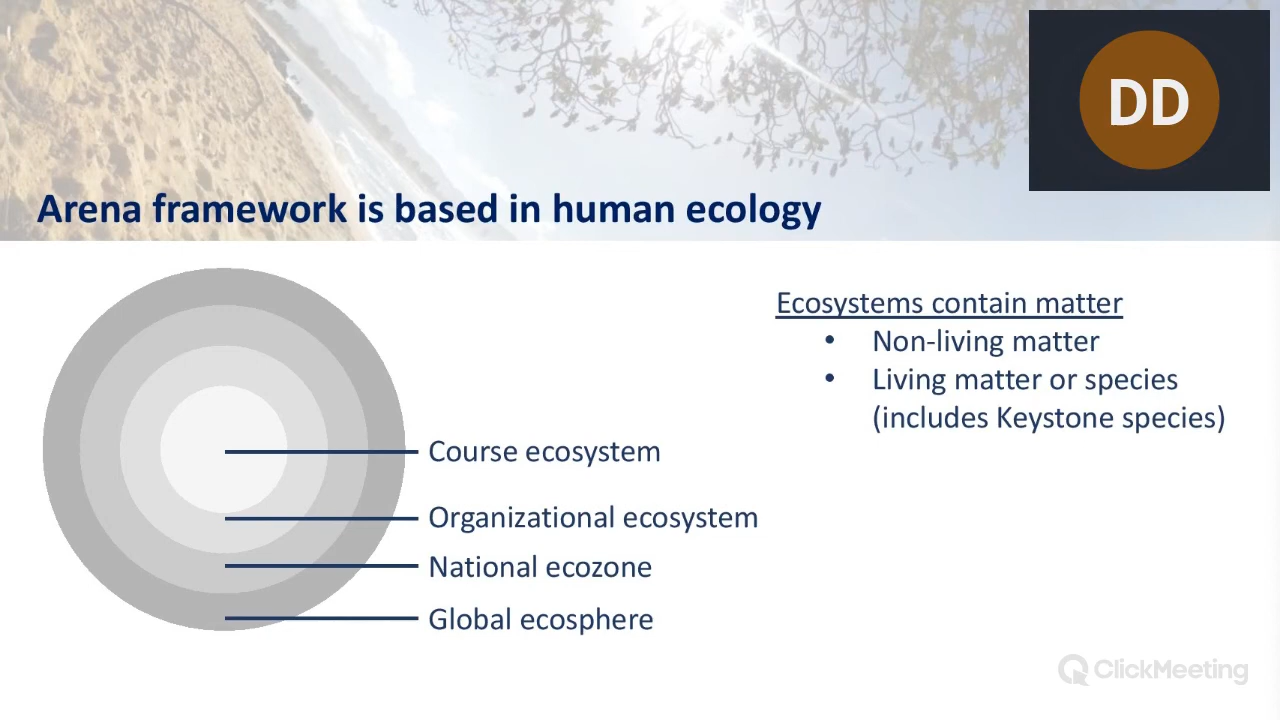 DD
Arena framework is based in human ecology
Course ecosystem
Organizational ecosystem
National ecozone
Global ecosphere
Ecosystems contain matter
• Non-living matter
• Living matter or species
(includes Keystone species)
ClickMeeting